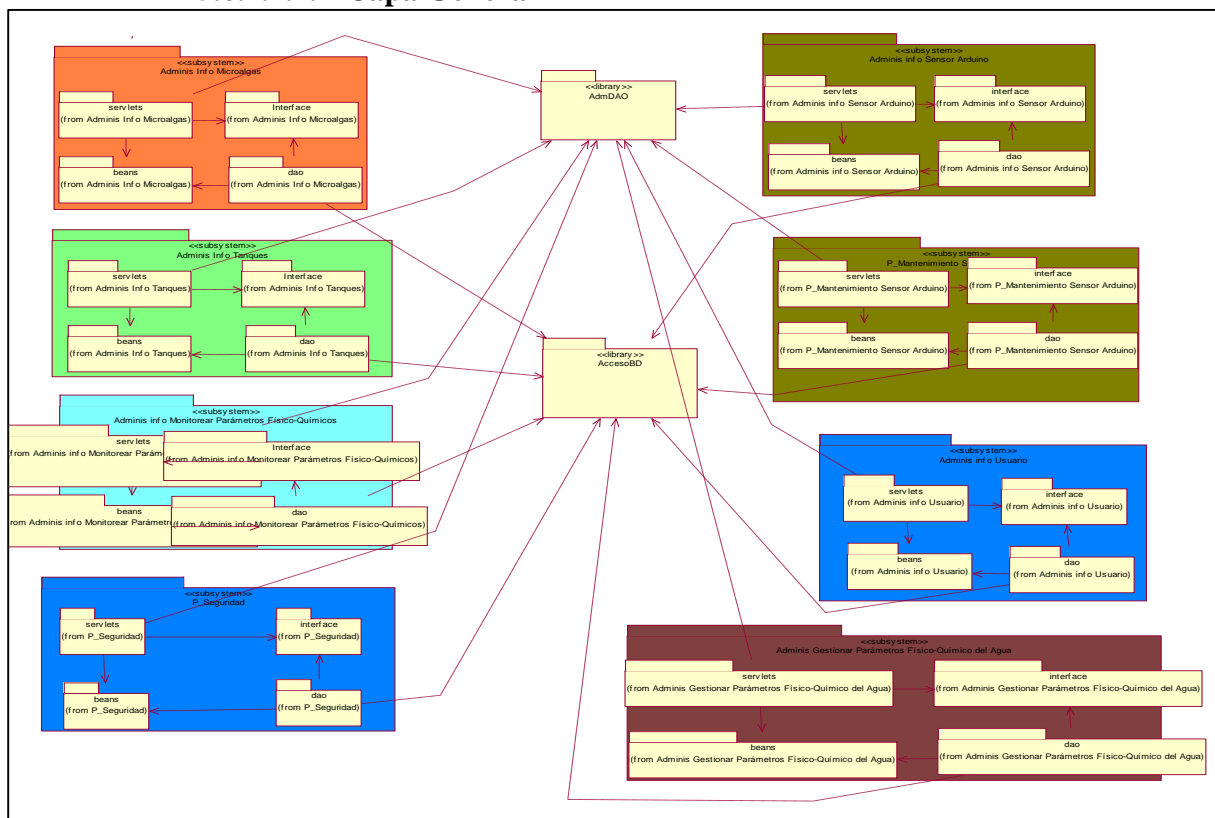 Capa General
<<subsystem>>
Adminis Info Microalgas
servlets
(from Adminis Info Microalgas)
Interface
(from Adminis Info Microalgas)
beans
(from Adminis Info Microalgas)
dao
(from Adminis Info Microalgas)
<<library>>
AdmDAO
<<subsystem>>
Adminis info Sensor Arduino
servlets
(from Adminis info Sensor Arduino)
interface
(from Adminis info Sensor Arduino)
beans
(from Adminis info Sensor Arduino)
dao
(from Adminis info Sensor Arduino)
<<subsystem>>
Adminis Info Tanques
servlets
(from Adminis Info Tanques)
Interface
(from Adminis Info Tanques)
beans
(from Adminis Info Tanques)
dao
(from Adminis Info Tanques)
<<subsystem>>
P_Mantenimiento S
servlets
(from P_Mantenimiento Sensor Arduino)
interface
(from P_Mantenimiento Sensor Arduino)
beans
(from P_Mantenimiento Sensor Arduino)
dao
(from P_Mantenimiento Sensor Arduino)
<<library>>
AccesoBD
<<subsystem>>
Adminis info Monitorear Parámetros Físico-Químicos
servlets
(from Adminis info Monitorear Parám
Interface
(from Adminis info Monitorear Parámetros Físico-Químicos)
beans
(from Adminis info Monitorear Parámetr
dao
(from Adminis info Monitorear Parámetros Físico-Químicos)
<<subsystem>>
Adminis info Usuario
servlets
(from Adminis info Usuario)
interface
(from Adminis info Usuario)
beans
(from Adminis info Usuario)
dao
(from Adminis info Usuario)
<<subsystem>>
P_Seguridad
servlets
(from P_Seguridad)
interface
(from P_Seguridad)
beans
(from P_Seguridad)
dao
(from P_Seguridad)
<<subsystem>>
Adminis Gestionar Parámetros Físico-Químico del Agua
servlets
(from Adminis Gestionar Parámetros Físico-Químico del Agua)
interface
(from Adminis Gestionar Parámetros Físico-Químico del Agua)
beans
(from Adminis Gestionar Parámetros Físico-Químico del Agua)
dao
(from Adminis Gestionar Parámetros Físico-Químico del Agua)